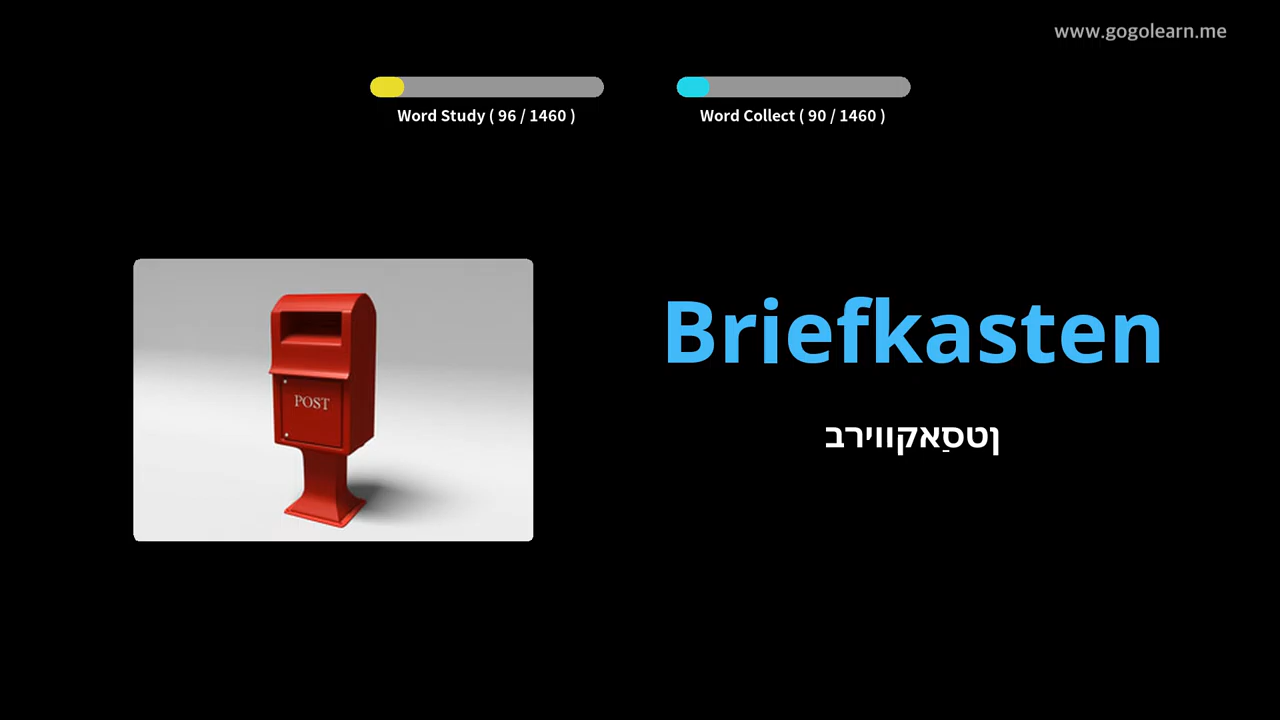 www.gogolearn.me
Word Study ( 96 / 1460 )
Word Collect ( 90 / 1460 )
POST
Briefkasten
בריווקאַסטן